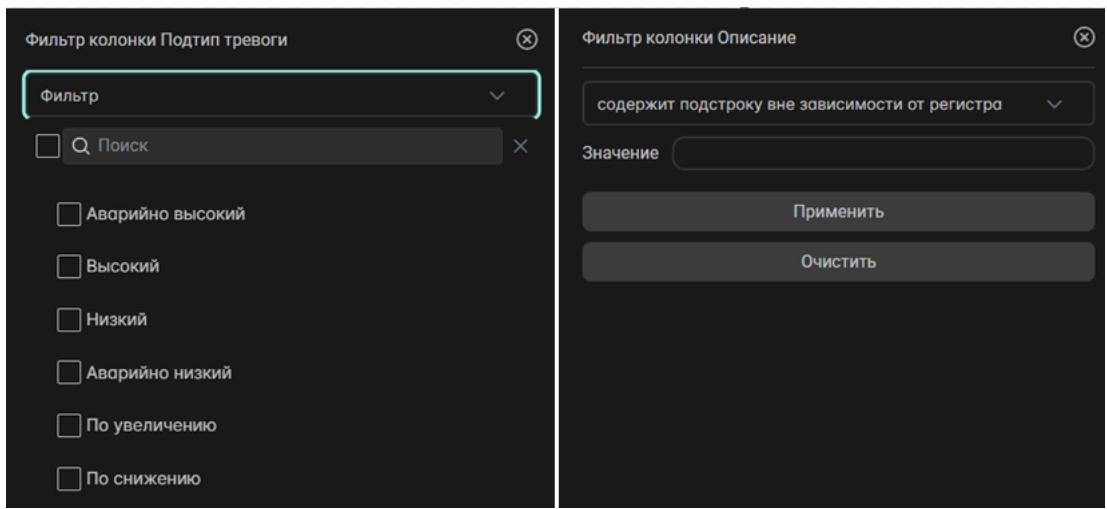 Фильтр колонки Подтип тревоги
Фильтр
Поиск
Аварийно высокий
Высокий
Низкий
Аварийно низкий
По увеличению
По снижению
Фильтр колонки Описание
содержит подстроку вне зависимости от регистра
Значение
Применить
Очистить